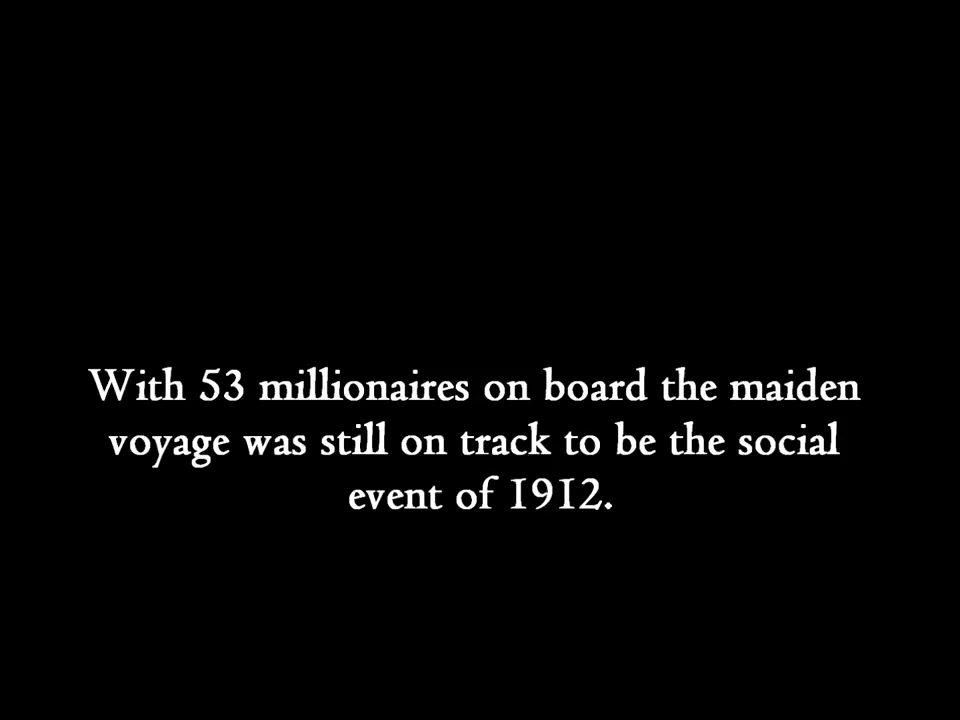 With 53 millionaires on board the maiden
voyage was still on track to be the social
event of 1912.